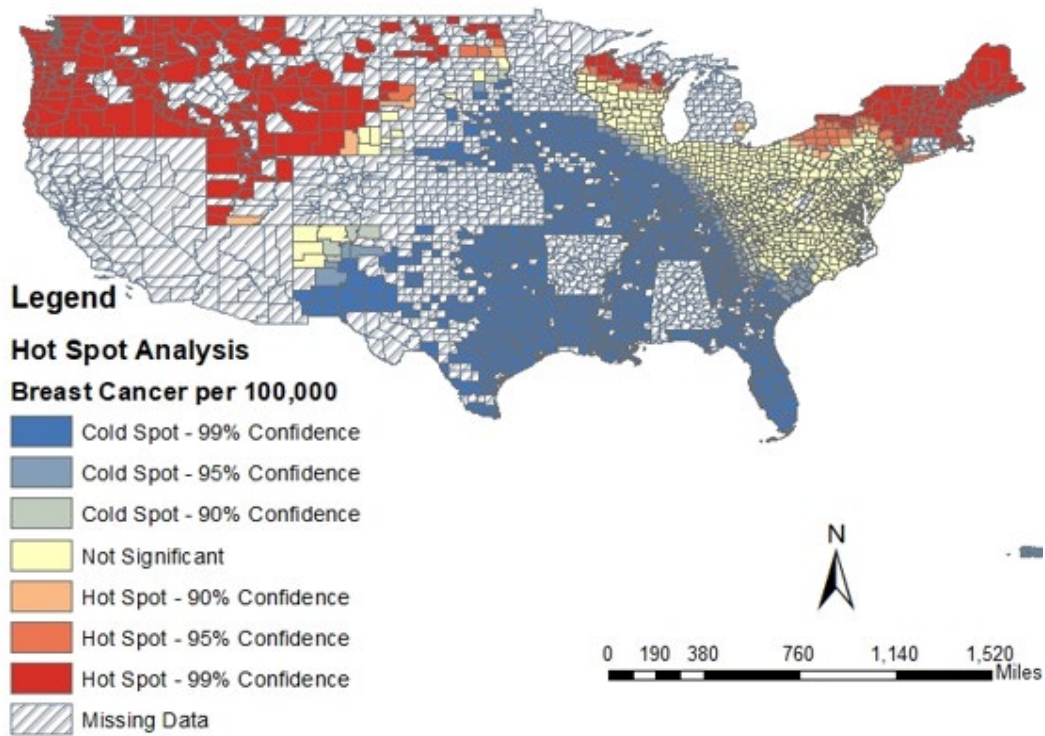 Legend
Hot Spot Analysis
Breast Cancer per 100,000
Cold Spot - 99% Confidence
Cold Spot - 95% Confidence
Cold Spot - 90% Confidence
Not Significant
Hot Spot - 90% Confidence
Hot Spot - 95% Confidence
Hot Spot - 99% Confidence
Missing Data
N
0 190 380 760 1,140 1,520
Miles